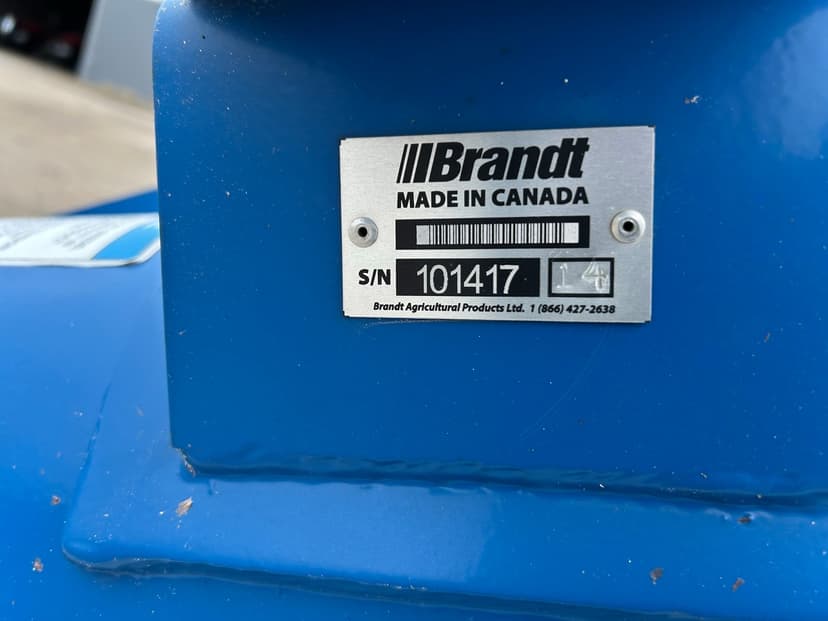 Brandt
MADE IN CANADA
S/N 101417 14
Brandt Agricultural Products Ltd. 1 (866) 427-2638